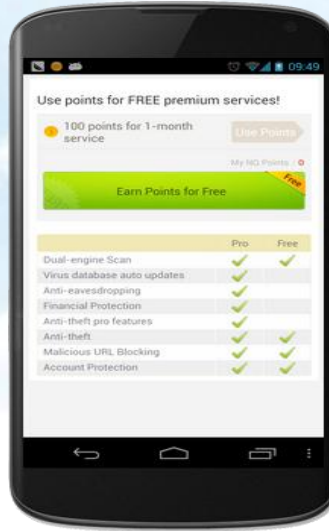 09:49
Use points for FREE premium services!
100 points for 1-month
service
Use Points
My NQ Points : 0
Free
Earn Points for Free
Pro Free
Dual-engine Scan
Virus database auto updates
Anti-eavesdropping
Financial Protection
Anti-theft pro features
Anti-theft
Malicious URL Blocking
Account Protection